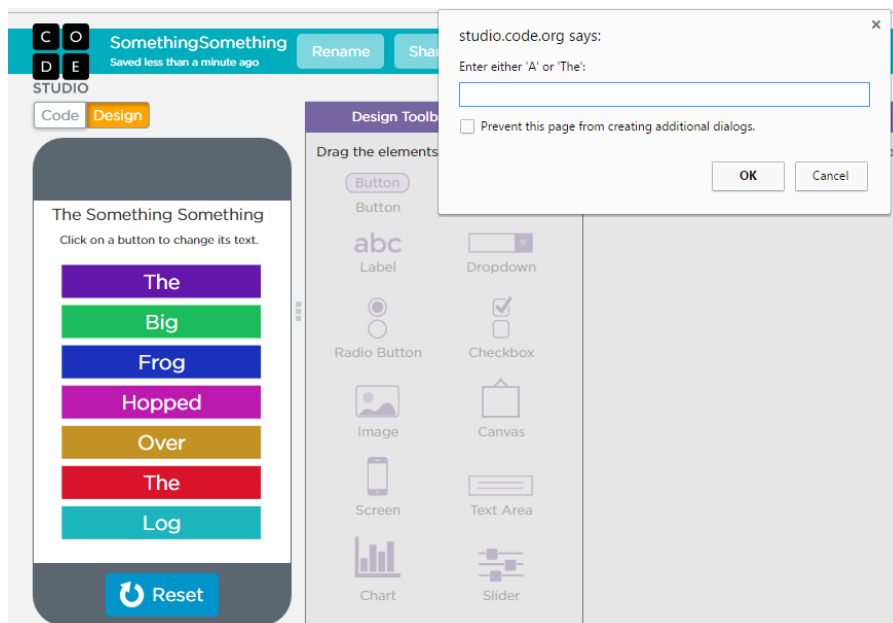 CODE
STUDIO
SomethingSomething
Saved less than a minute ago
Rename
Shar
Code
Design
The Something Something
Click on a button to change its text.
The
Big
Frog
Hopped
Over
The
Log
Reset
Design Toolb
Drag the elements
Button
Button
abc
Label
Dropdown
Radio Button
Checkbox
Image
Canvas
Screen
Text Area
Chart
Slider
studio.code.org says:
Enter either 'A' or 'The':
Prevent this page from creating additional dialogs.
OK
Cancel